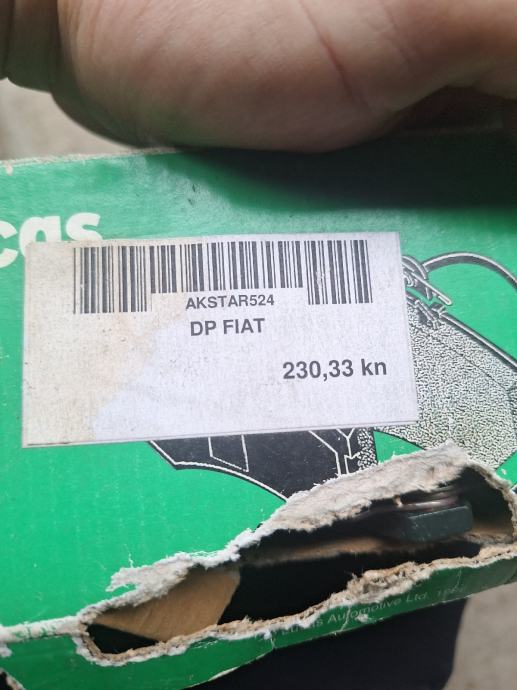 cas
AKSTAR524
DP FIAT
230,33 kn
Automotive Ltd.